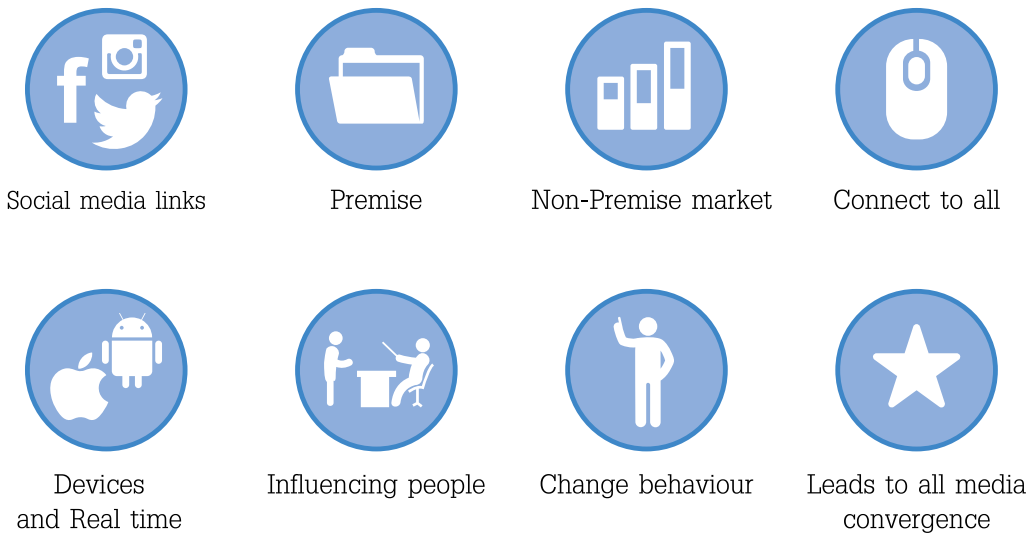 Social media links
Premise
Non-Premise market
Connect to all
Devices
and Real time
Influencing people
Change behaviour
Leads to all media
convergence